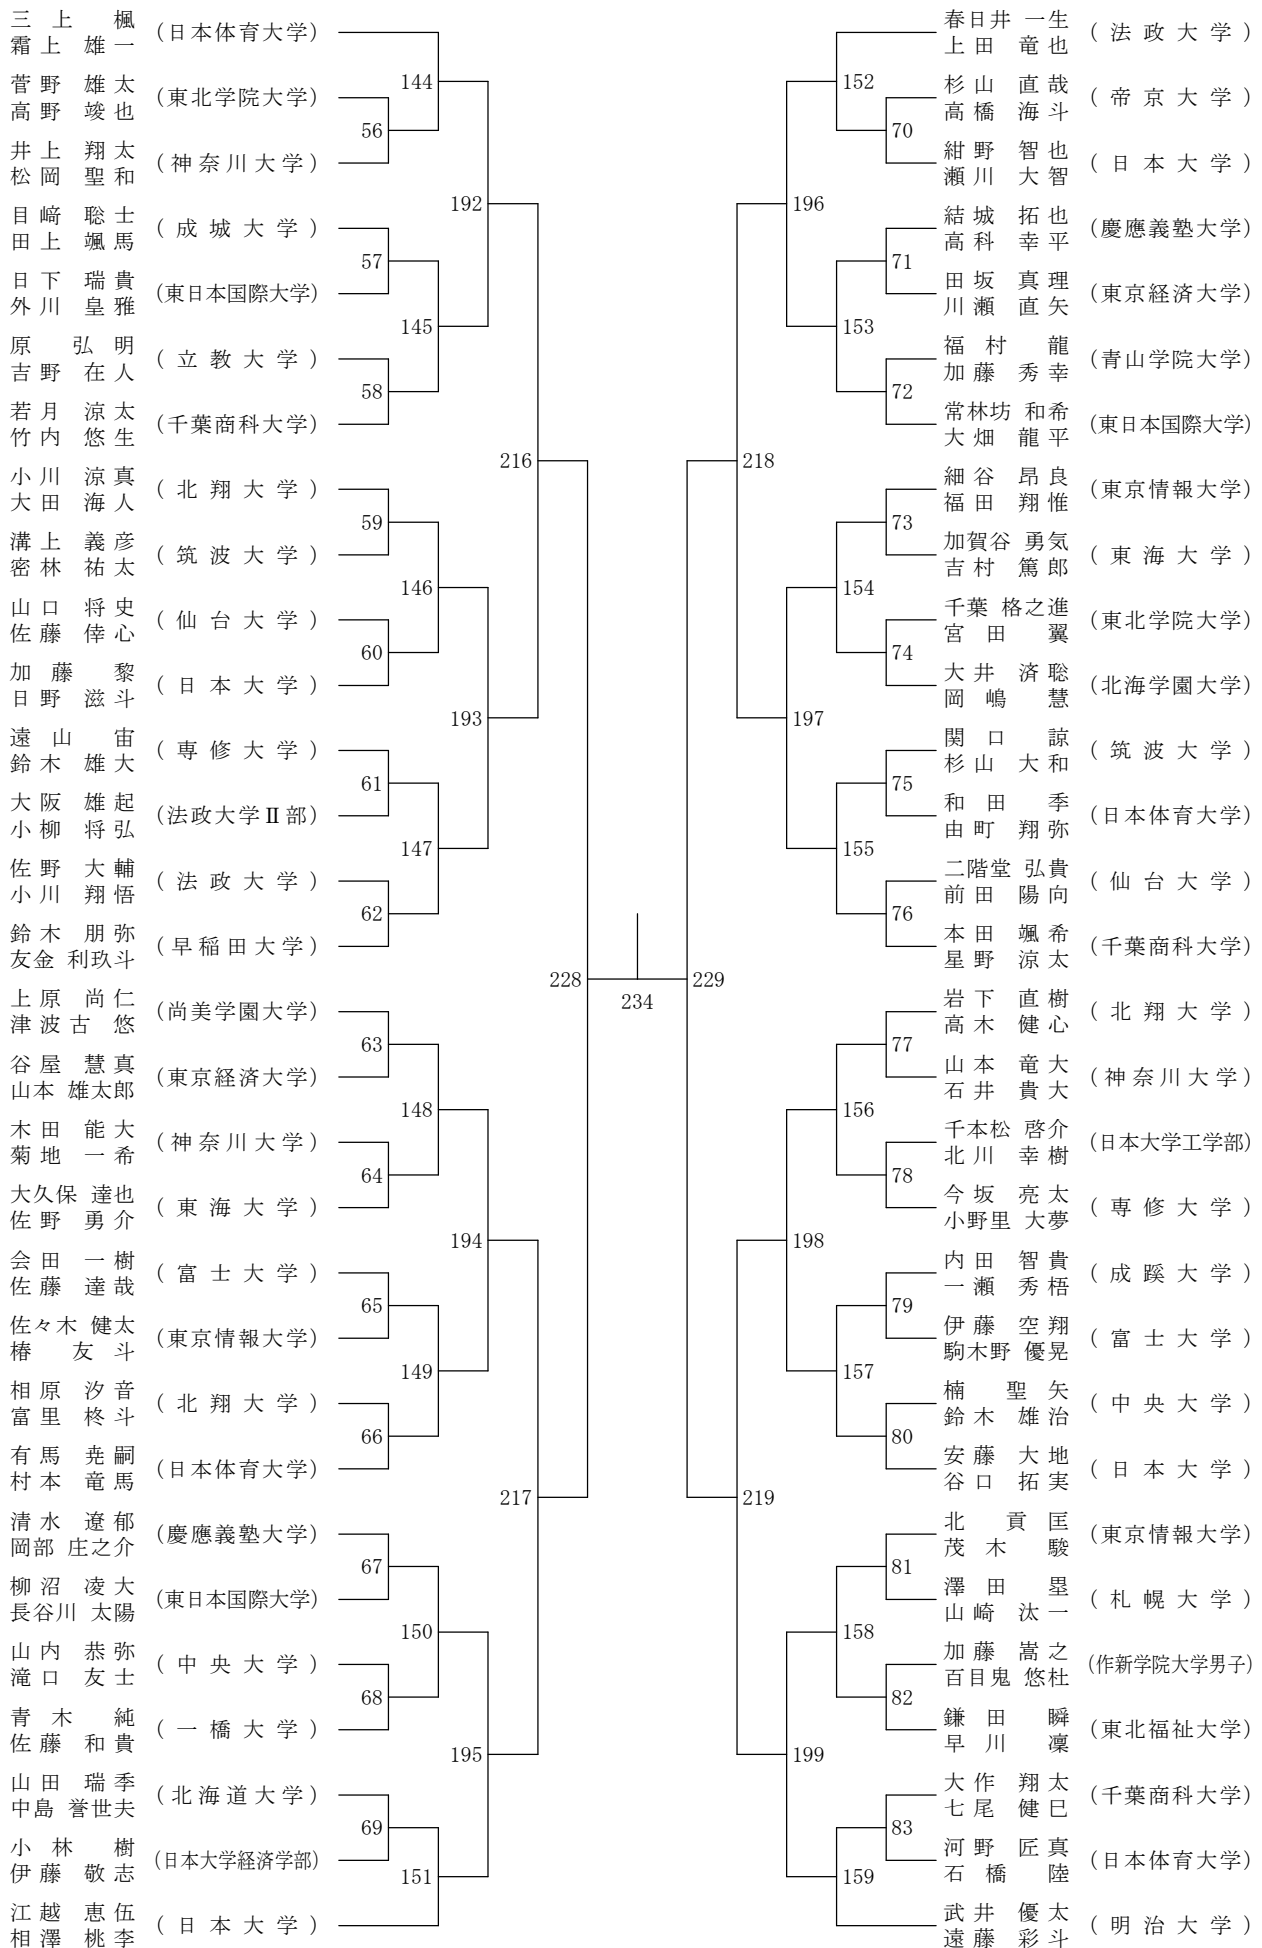 三上 楓
霜上 雄一
(日本体育大学)
菅野 雄太
高野 竣也
(東北学院大学)
井上 翔太
松岡 聖和
(神奈川大学)
目﨑 聡士
田上 颯馬
(成城大学)
日下 瑞貴
外川 皇雅
(東日本国際大学)
原 弘明
吉野 在人
(立教大学)
若月 涼太
竹内 悠生
(千葉商科大学)
小川 涼真
大田 海人
(北翔大学)
溝上 義彦
密林 祐太
(筑波大学)
山口 将史
佐藤 倖心
(仙台大学)
加藤 黎
日野 滋斗
(日本大学)
遠山 宙
鈴木 雄大
(専修大学)
大阪 雄起
小柳 将弘
(法政大学Ⅱ部)
佐野 大輔
小川 翔悟
(法政大学)
鈴木 朋弥
友金 利玖斗
(早稲田大学)
上原 尚仁
津波古 悠
(尚美学園大学)
谷屋 慧真
山本 雄太郎
(東京経済大学)
木田 能大
菊地 一希
(神奈川大学)
大久保 達也
佐野 勇介
(東海大学)
会田 一樹
佐藤 達哉
(富士大学)
佐々木 健太
椿 友斗
(東京情報大学)
相原 汐音
富里 柊斗
(北翔大学)
有馬 尭嗣
村本 竜馬
(日本体育大学)
清水 遼郁
岡部 庄之介
(慶應義塾大学)
柳沼 凌大
長谷川 太陽
(東日本国際大学)
山内 恭弥
滝口 友士
(中央大学)
青木 純
佐藤 和貴
(一橋大学)
山田 瑞季
中島 誉世夫
(北海道大学)
小林 樹
伊藤 敬志
(日本大学経済学部)
江越 恵伍
相澤 桃李
(日本大学)
56
57
58
59
60
61
62
63
64
65
66
67
68
69
144
145
146
147
148
149
150
151
192
193
194
195
216
217
228
234
229
218
219
196
197
198
199
152
153
154
155
156
157
158
159
70
71
72
73
74
75
76
77
78
79
80
81
82
83
春日井 一生
上田 竜也
(法政大学)
杉山 直哉
高橋 海斗
(帝京大学)
紺野 智也
瀬川 大智
(日本大学)
結城 拓也
高科 幸平
(慶應義塾大学)
田坂 真理
川瀬 直矢
(東京経済大学)
福村 龍
加藤 秀幸
(青山学院大学)
常林坊 和希
大畑 龍平
(東日本国際大学)
細谷 昂良
福田 翔惟
(東京情報大学)
加賀谷 勇気
吉村 篤郎
(東海大学)
千葉 格之進
宮田 翼
(東北学院大学)
大井 済聡
岡嶋 慧
(北海学園大学)
関口 諒
杉山 大和
(筑波大学)
和田 季
由町 翔弥
(日本体育大学)
二階堂 弘貴
前田 陽向
(仙台大学)
本田 颯希
星野 涼太
(千葉商科大学)
岩下 直樹
高木 健心
(北翔大学)
山本 竜大
石井 貴大
(神奈川大学)
千本松 啓介
北川 幸樹
(日本大学工学部)
今坂 亮太
小野里 大夢
(専修大学)
内田 智貴
一瀬 秀梧
(成蹊大学)
伊藤 空翔
駒木野 優晃
(富士大学)
楠 聖矢
鈴木 雄治
(中央大学)
安藤 大地
谷口 拓実
(日本大学)
北 貢匡
茂木 駿
(東京情報大学)
澤田 塁
山崎 汰一
(札幌大学)
加藤 嵩之
百目鬼 悠杜
(作新学院大学男子)
鎌田 瞬
早川 凜
(東北福祉大学)
大作 翔太
七尾 健巳
(千葉商科大学)
河野 匠真
石橋 陸
(日本体育大学)
武井 優太
遠藤 彩斗
(明治大学)